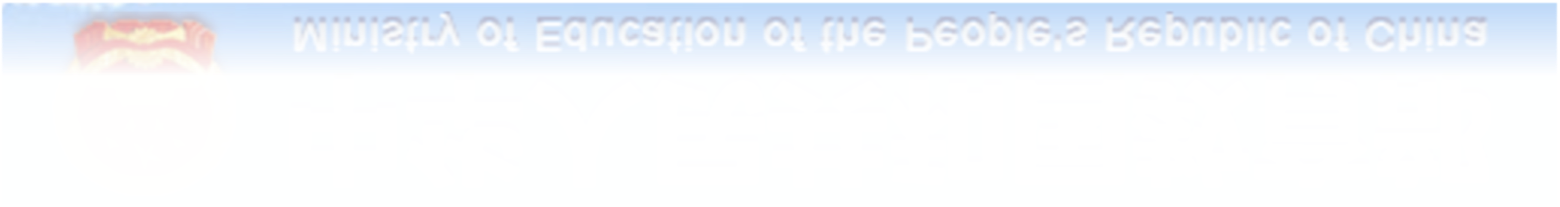 Ministry of Education of the People's Republic of China